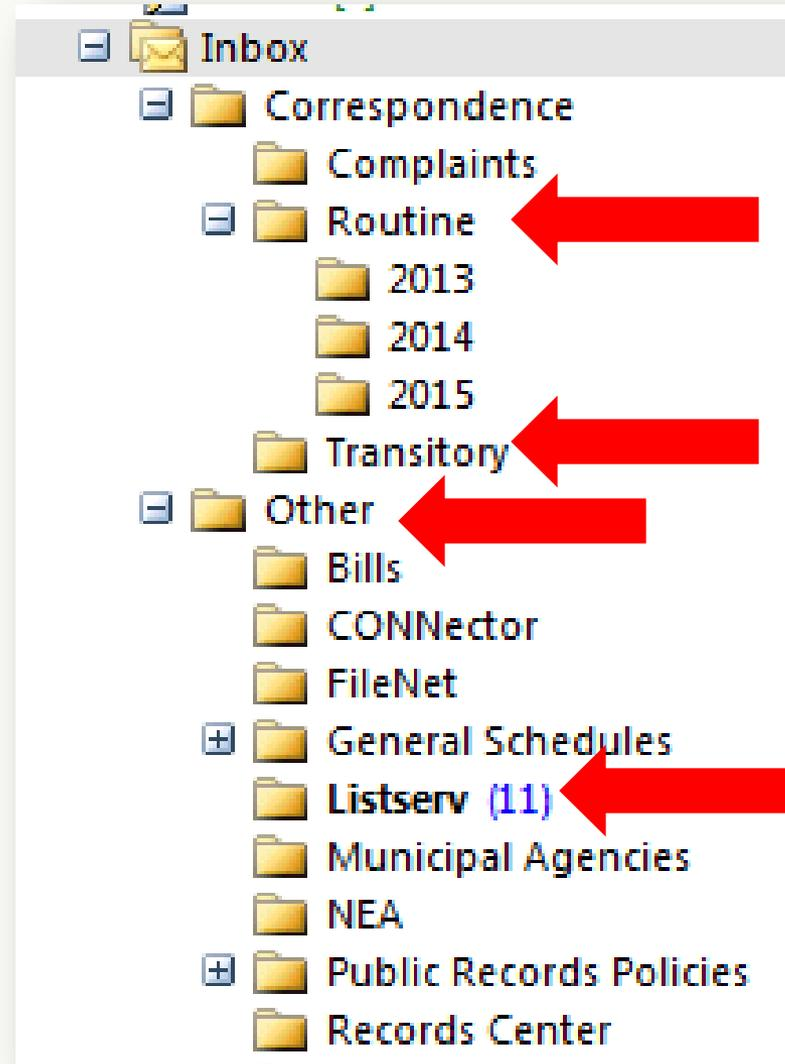 Inbox
Correspondence
Complaints
Routine
2013
2014
2015
Transitory
Other
Bills
CONNector
FileNet
General Schedules
Listserv (11)
Municipal Agencies
NEA
Public Records Policies
Records Center